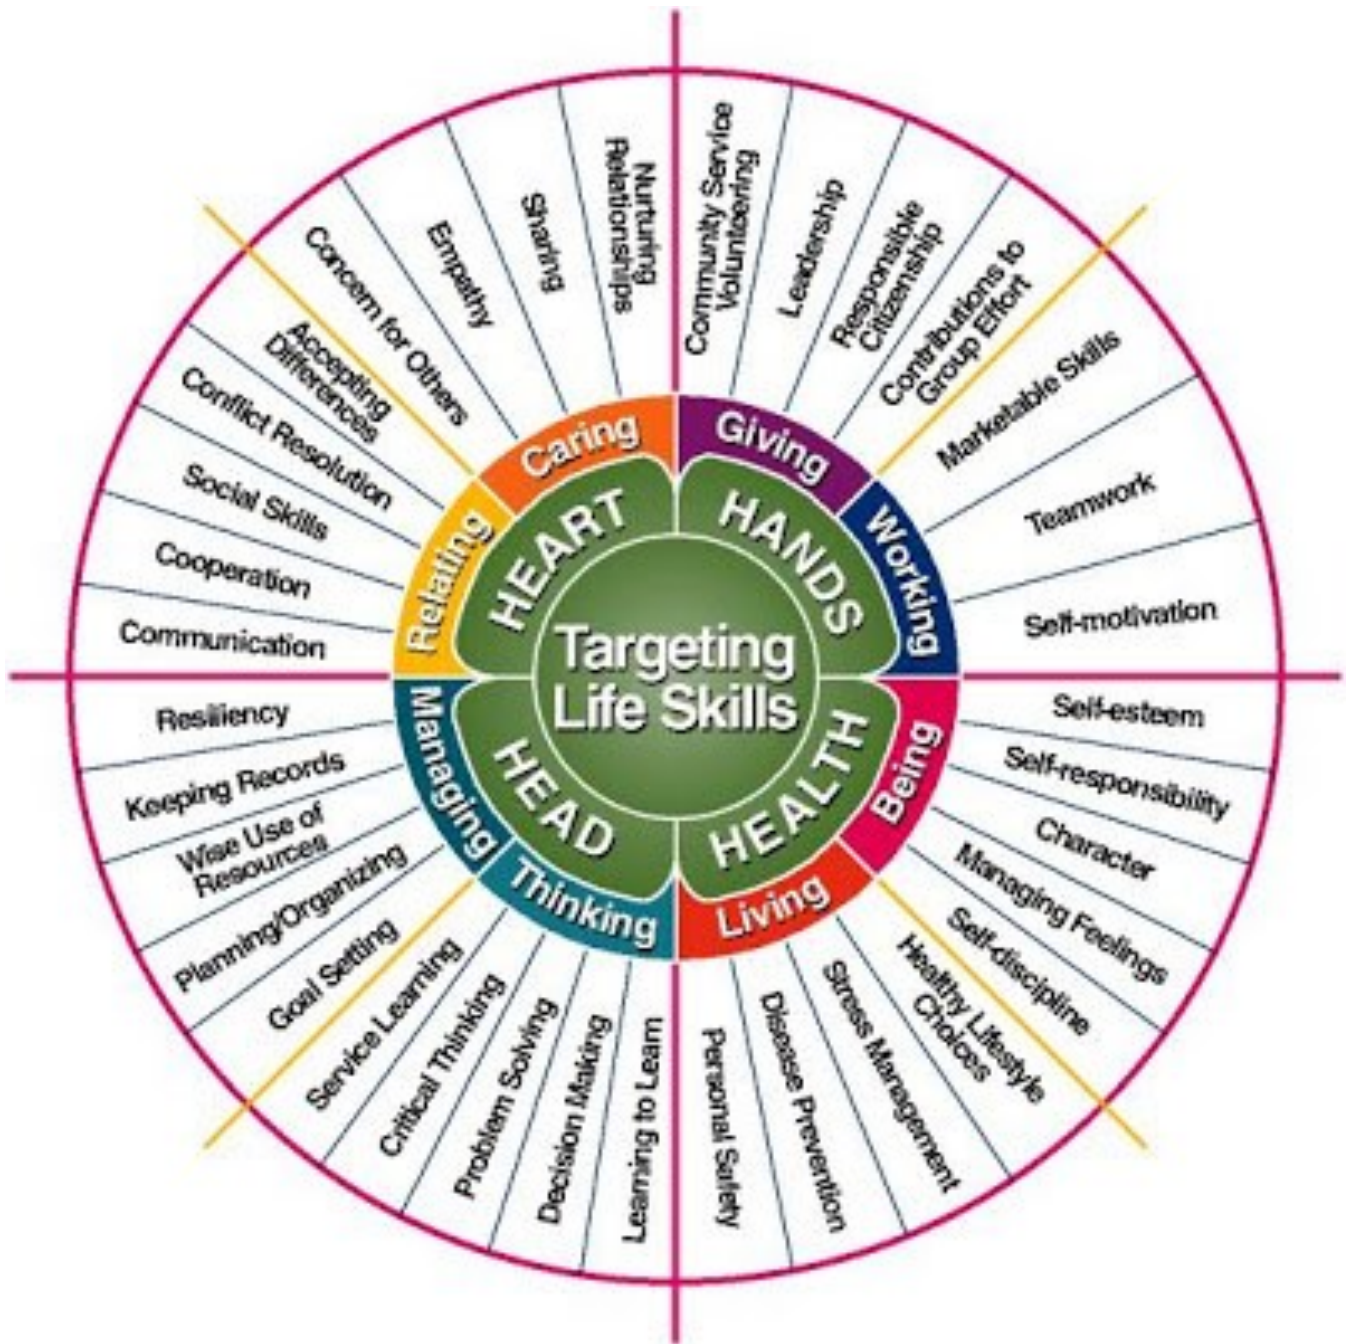 Targeting
Life Skills
HEART
HANDS
HEALTH
HEAD
Caring
Giving
Working
Being
Living
Thinking
Managing
Relating
Community Service
Volunteering
Leadership
Responsible
Citizenship
Contributions to
Group Effort
Marketable Skills
Teamwork
Self-motivation
Self-esteem
Self-responsibility
Character
Managing Feelings
Self-discipline
Healthy Lifestyle
Choices
Stress Management
Disease Prevention
Personal Safety
Learning to Learn
Decision Making
Problem Solving
Critical Thinking
Service Learning
Goal Setting
Planning/Organizing
Wise Use of
Resources
Keeping Records
Resiliency
Communication
Cooperation
Social Skills
Conflict Resolution
Accepting
Differences
Concern for Others
Empathy
Sharing
Nurturing
Relationships